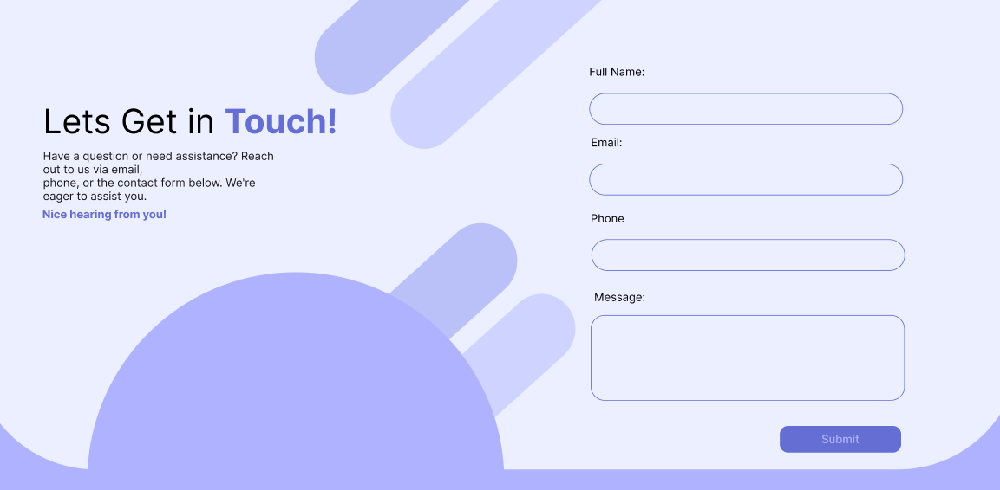 Lets Get in Touch!
Have a question or need assistance? Reach
out to us via email,
phone, or the contact form below. We're
eager to assist you.
Nice hearing from you!
Full Name:
Email:
Phone
Message:
Submit